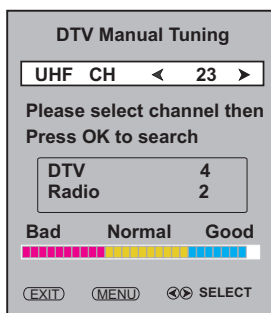 DTV Manual Tuning
UHF CH < 23 >
Please select channel then
Press OK to search
DTV 4
Radio 2
Bad Normal Good
EXIT MENU <> SELECT